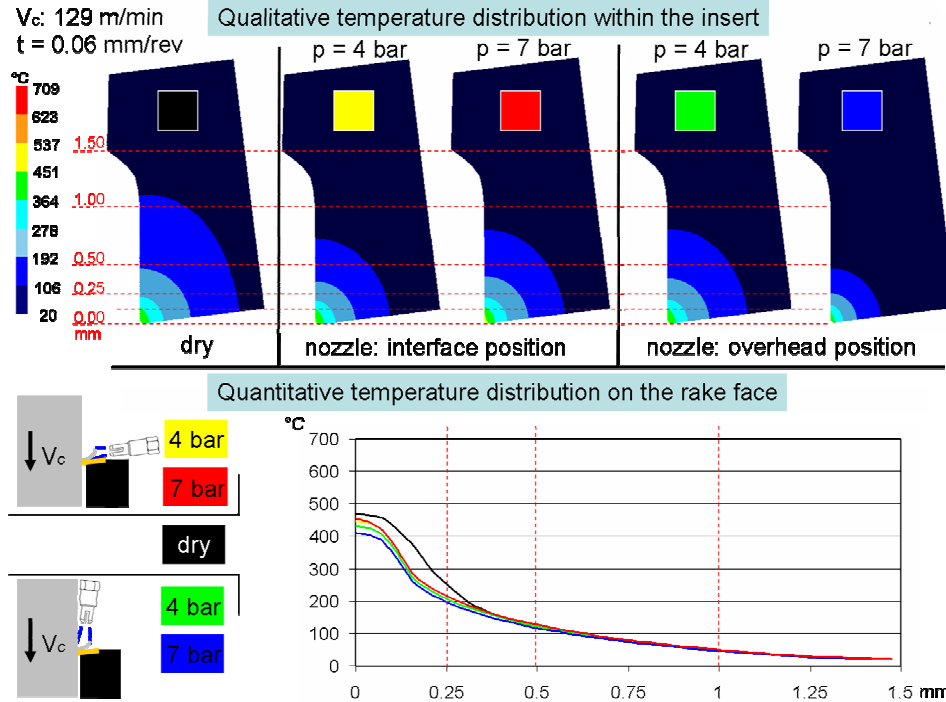 Vc: 129 m/min
t = 0.06 mm/rev
Qualitative temperature distribution within the insert
p = 4 bar
p = 7 bar
p = 4 bar
p = 7 bar
°C
709
623
537
451
364
278
192
106
20
1.50
1.00
0.50
0.25
0.00
mm
dry
nozzle: interface position
nozzle: overhead position
Quantitative temperature distribution on the rake face
Vc
4 bar
7 bar
dry
Vc
4 bar
7 bar
°C
700
600
500
400
300
200
100
0
0
0.25
0.5
0.75
1
1.25
1.5
mm